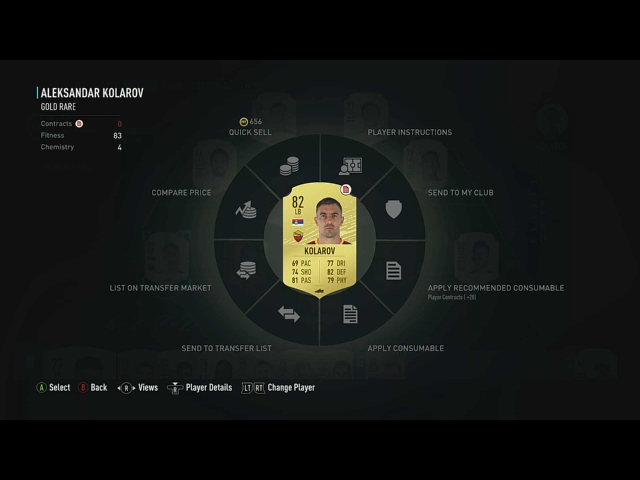 ALEKSANDAR KOLAROV
GOLD RARE
Contracts 0
Fitness 83
Chemistry 4
656
QUICK SELL
PLAYER INSTRUCTIONS
COMPARE PRICE
SEND TO MY CLUB
82
LB
KOLAROV
69 PAC 77 DRI
74 SHO 82 DEF
81 PAS 79 PHY
LIST ON TRANSFER MARKET
APPLY RECOMMENDED CONSUMABLE
Player Contracts ( +28)
SEND TO TRANSFER LIST
APPLY CONSUMABLE
A Select B Back R Views R Player Details LT RT Change Player